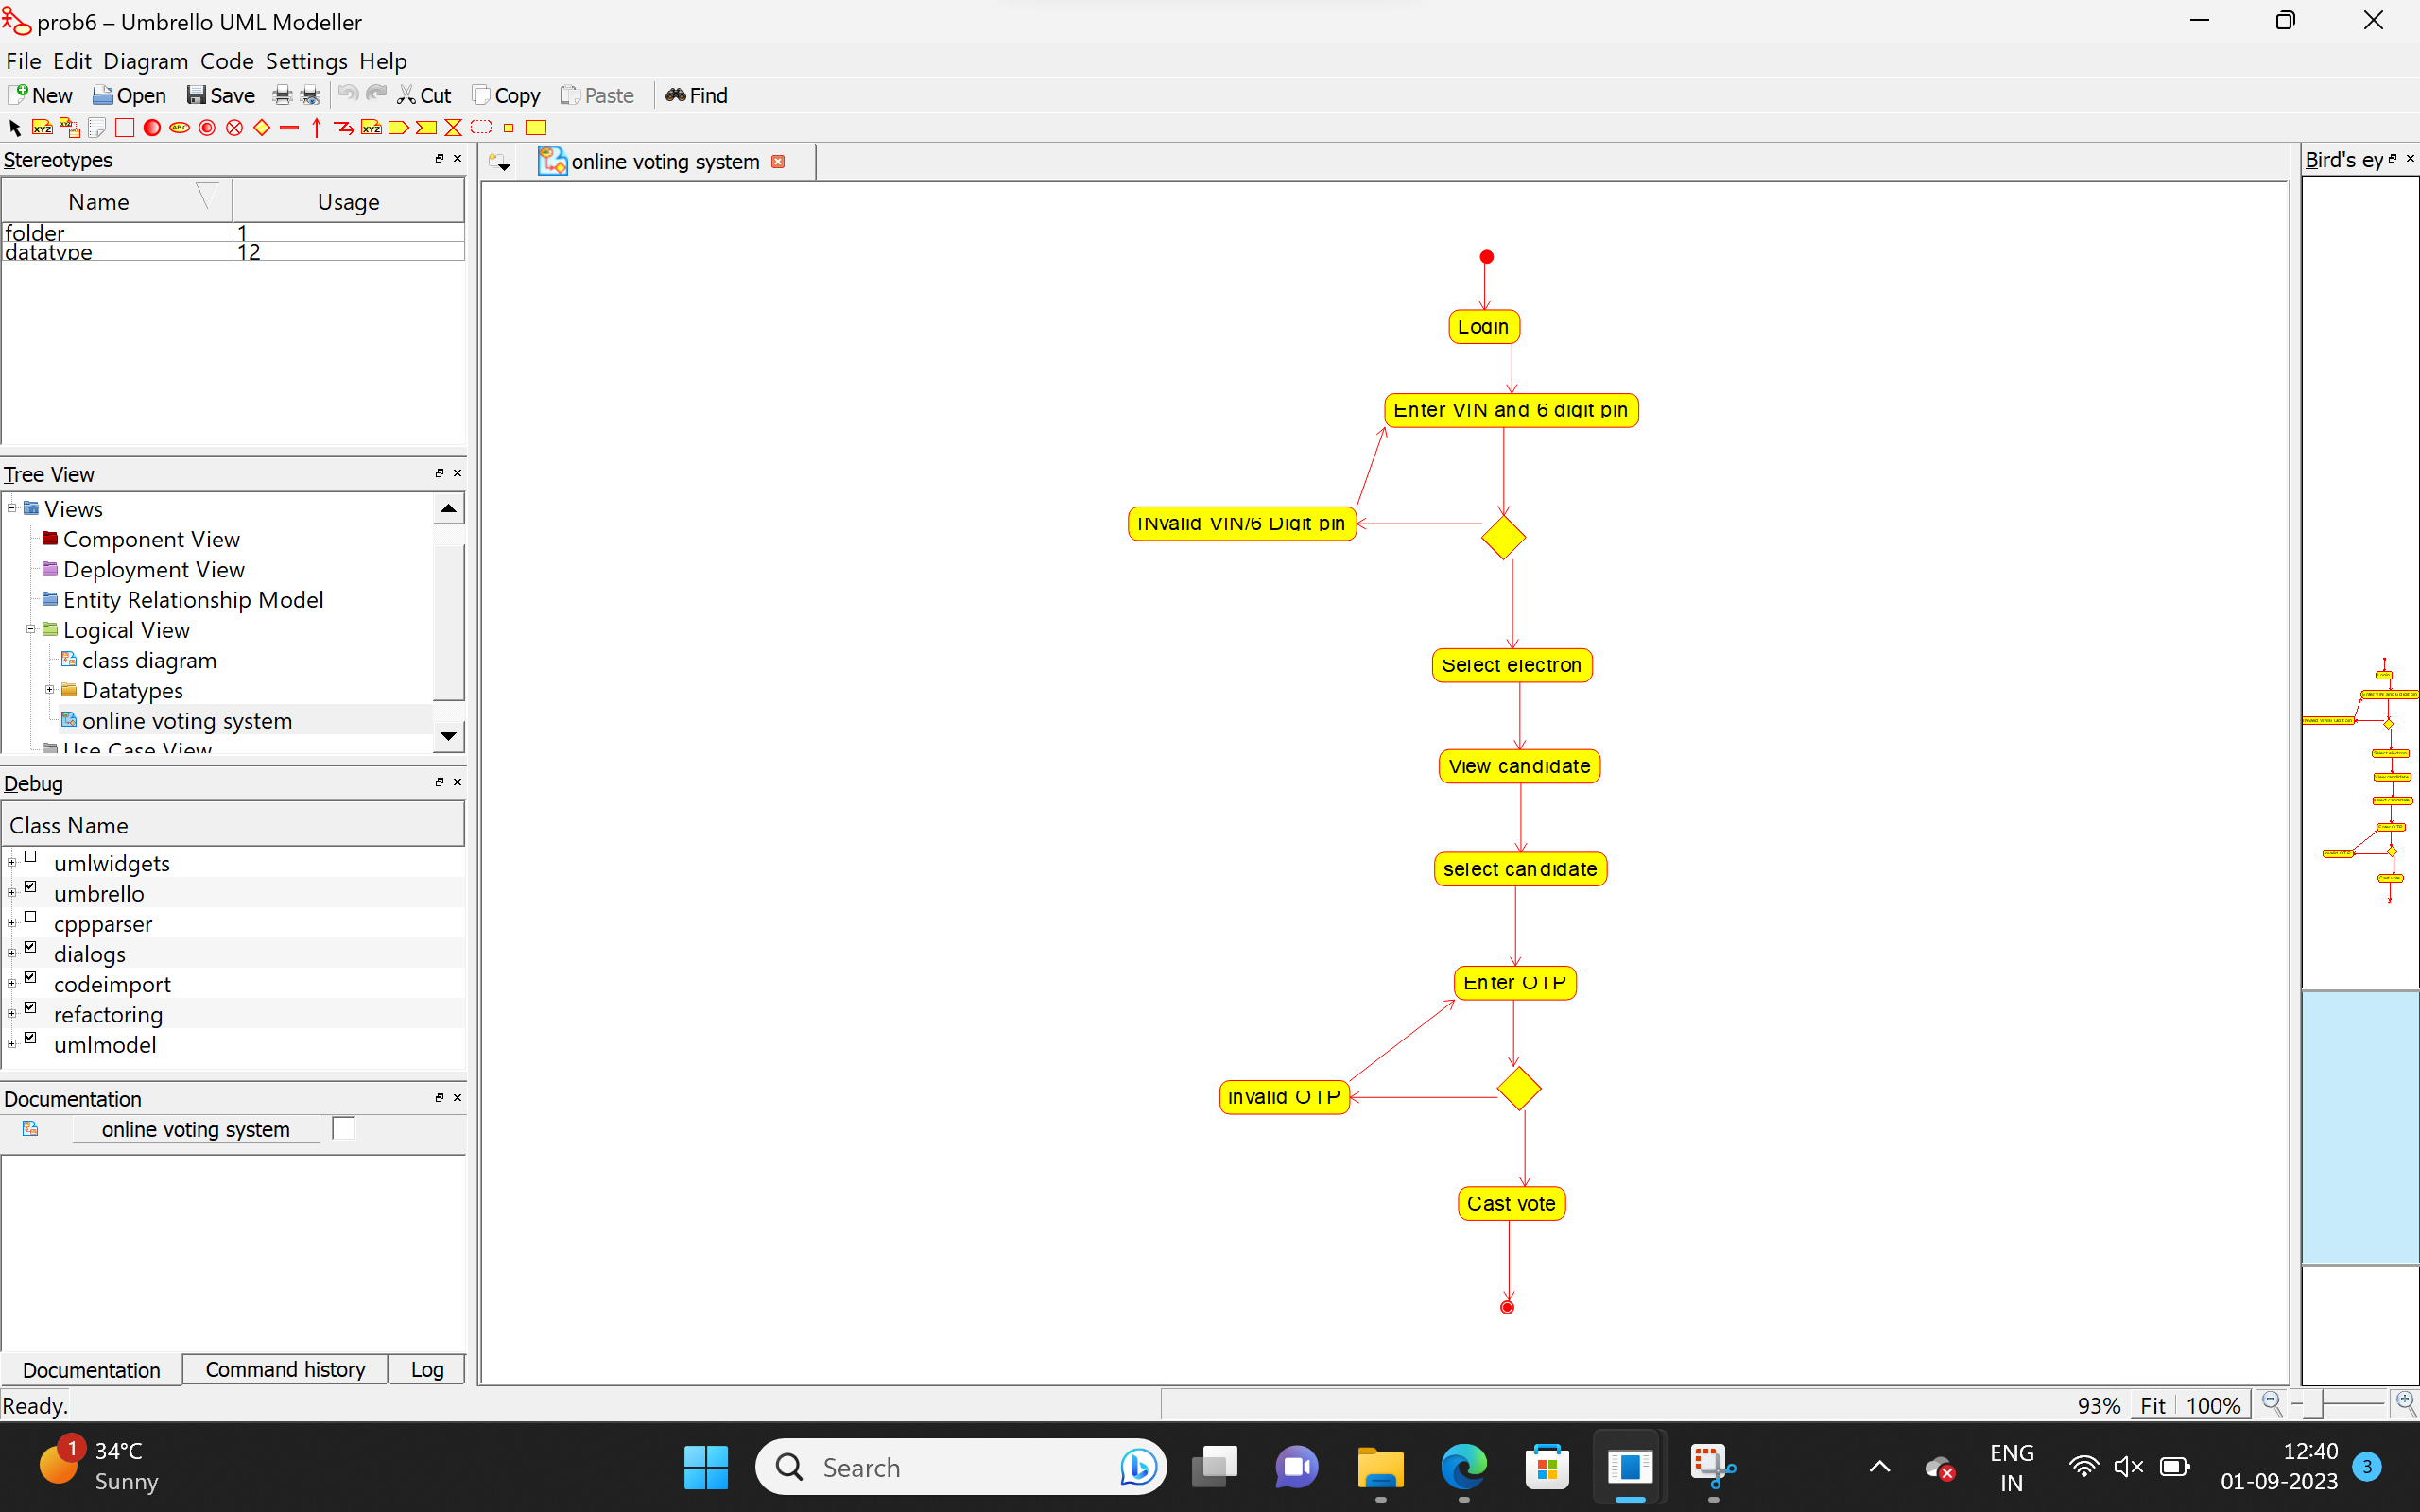 prob6 – Umbrello UML Modeller
File Edit Diagram Code Settings Help
New Open Save Cut Copy Paste Find
Stereotypes
Name Usage
folder 1
datatype 12
Tree View
Views
Component View
Deployment View
Entity Relationship Model
Logical View
class diagram
Datatypes
online voting system
Use Case View
Debug
Class Name
umlwidgets
umbrello
cppparser
dialogs
codeimport
refactoring
umlmodel
Documentation
online voting system
Documentation Command history Log
Ready.
online voting system
Login
Enter VIN and 6 digit pin
INvalid VIN/6 Digit pin
Select electron
View candidate
select candidate
Enter OTP
invalid OTP
Cast vote
Bird's ey
93% Fit 100%
1
34°C
Sunny
Search
ENG
IN
12:40
01-09-2023
3